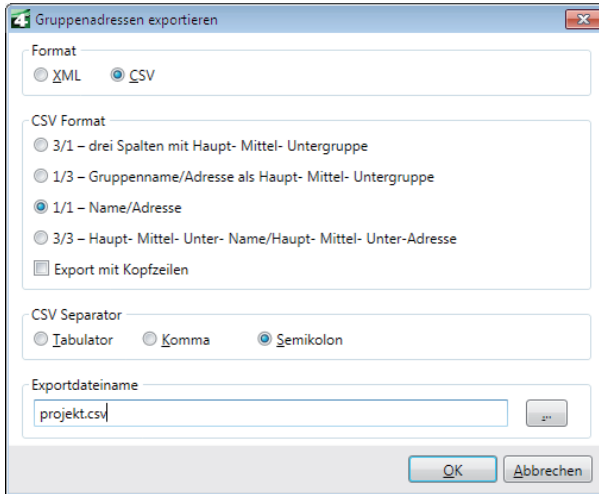 4 Gruppenadressen exportieren
Format
XML CSV
CSV Format
3/1 – drei Spalten mit Haupt- Mittel- Untergruppe
1/3 – Gruppenname/Adresse als Haupt- Mittel- Untergruppe
1/1 – Name/Adresse
3/3 – Haupt- Mittel- Unter- Name/Haupt- Mittel- Unter-Adresse
Export mit Kopfzeilen
CSV Separator
Tabulator Komma Semikolon
Exportdateiname
projekt.csv ...
OK Abbrechen